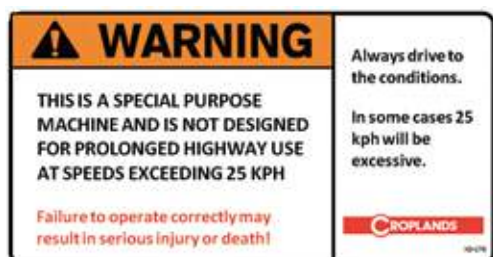 WARNING
THIS IS A SPECIAL PURPOSE
MACHINE AND IS NOT DESIGNED
FOR PROLONGED HIGHWAY USE
AT SPEEDS EXCEEDING 25 KPH
Failure to operate correctly may
result in serious injury or death!
Always drive to
the conditions.
In some cases 25
kph will be
excessive.
CROPLANDS